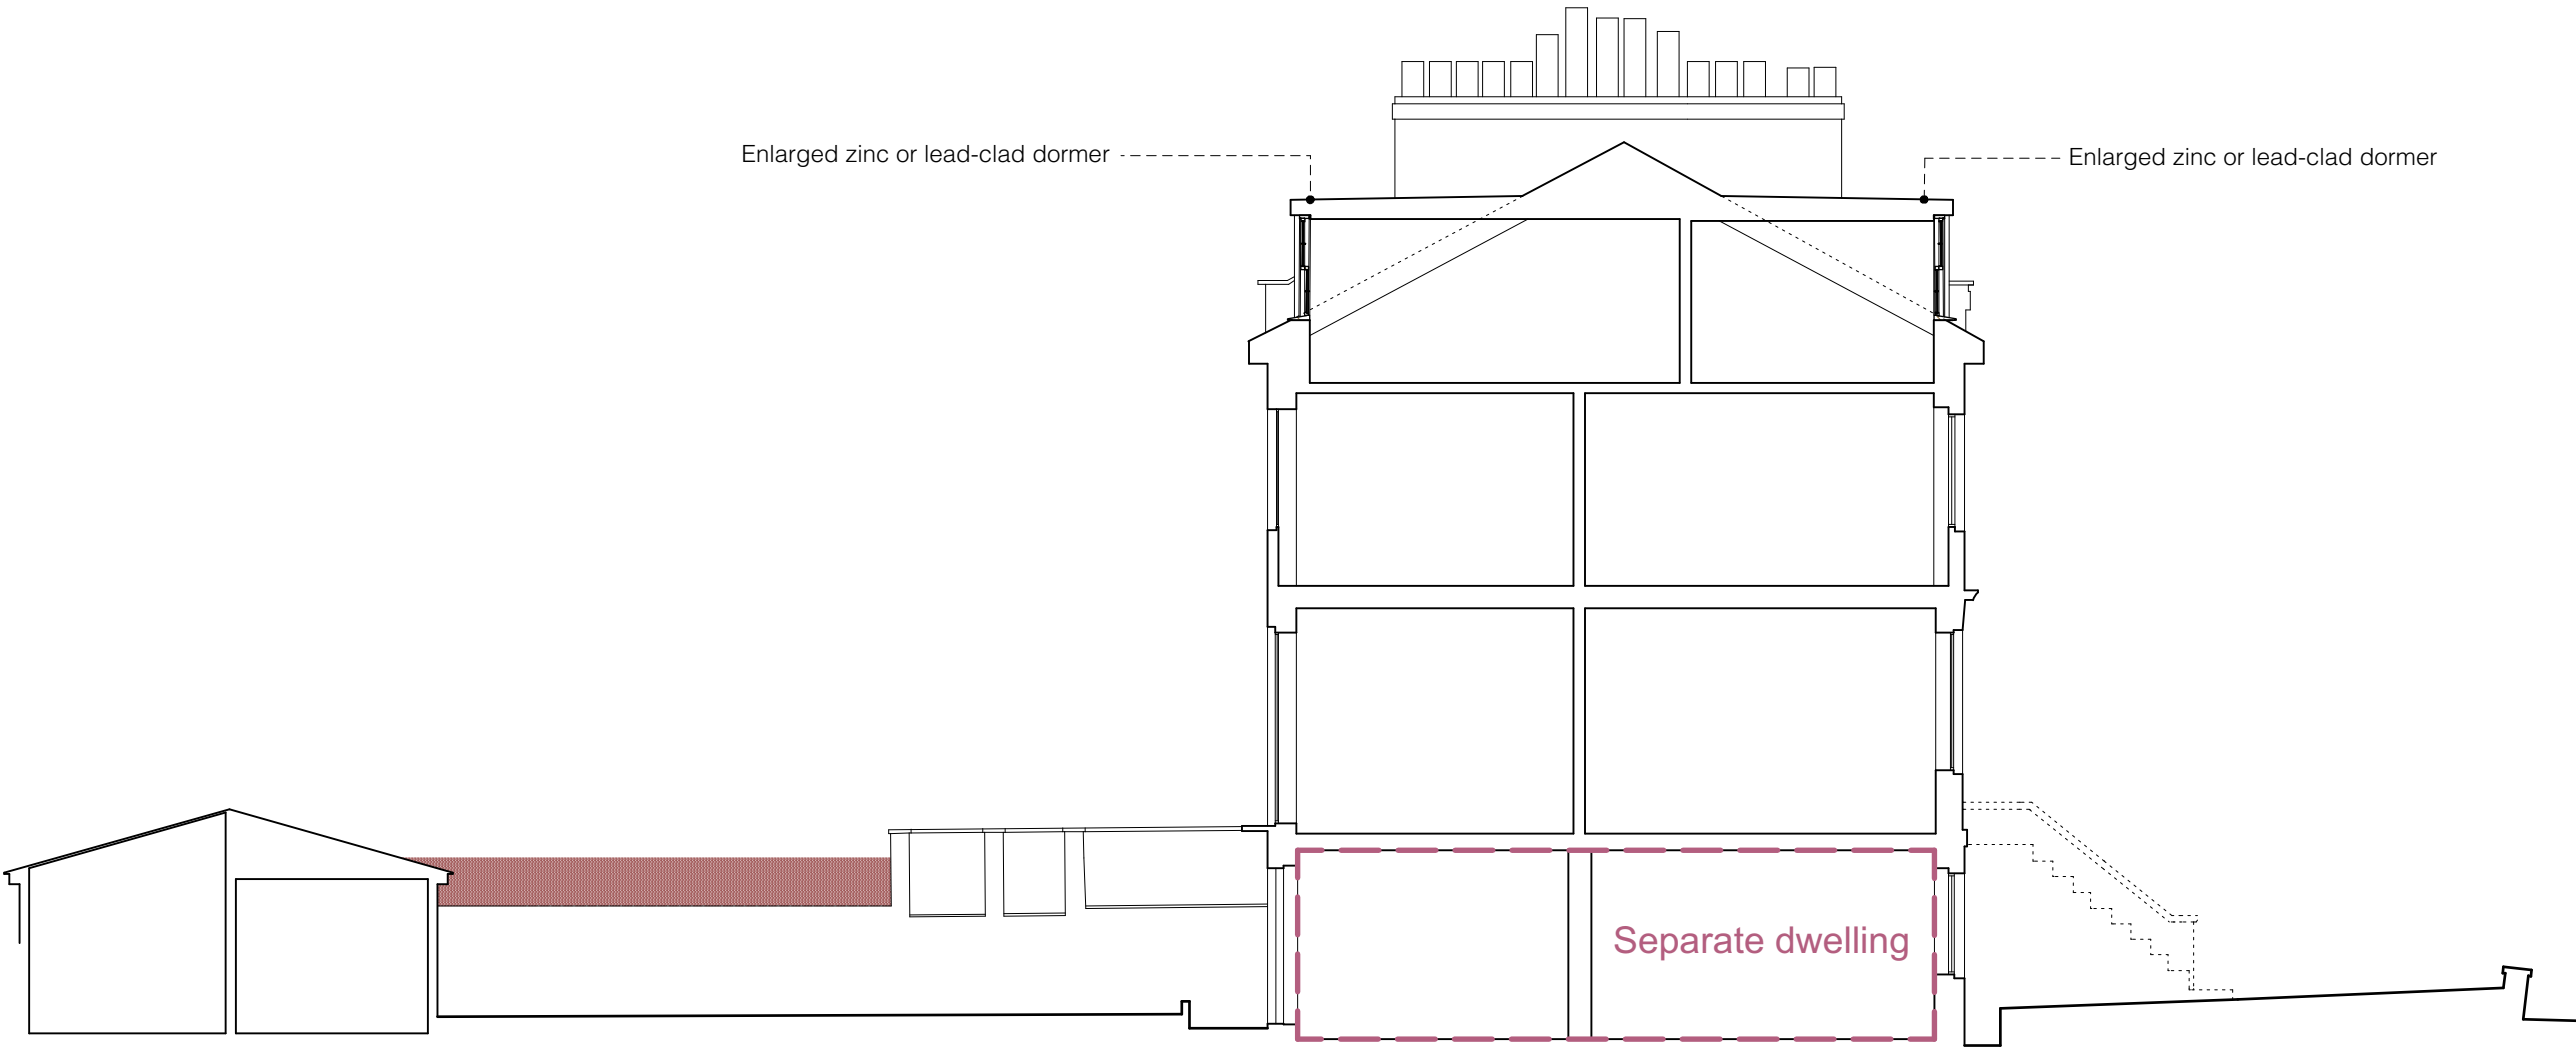 Enlarged zinc or lead-clad dormer
Enlarged zinc or lead-clad dormer
Separate dwelling